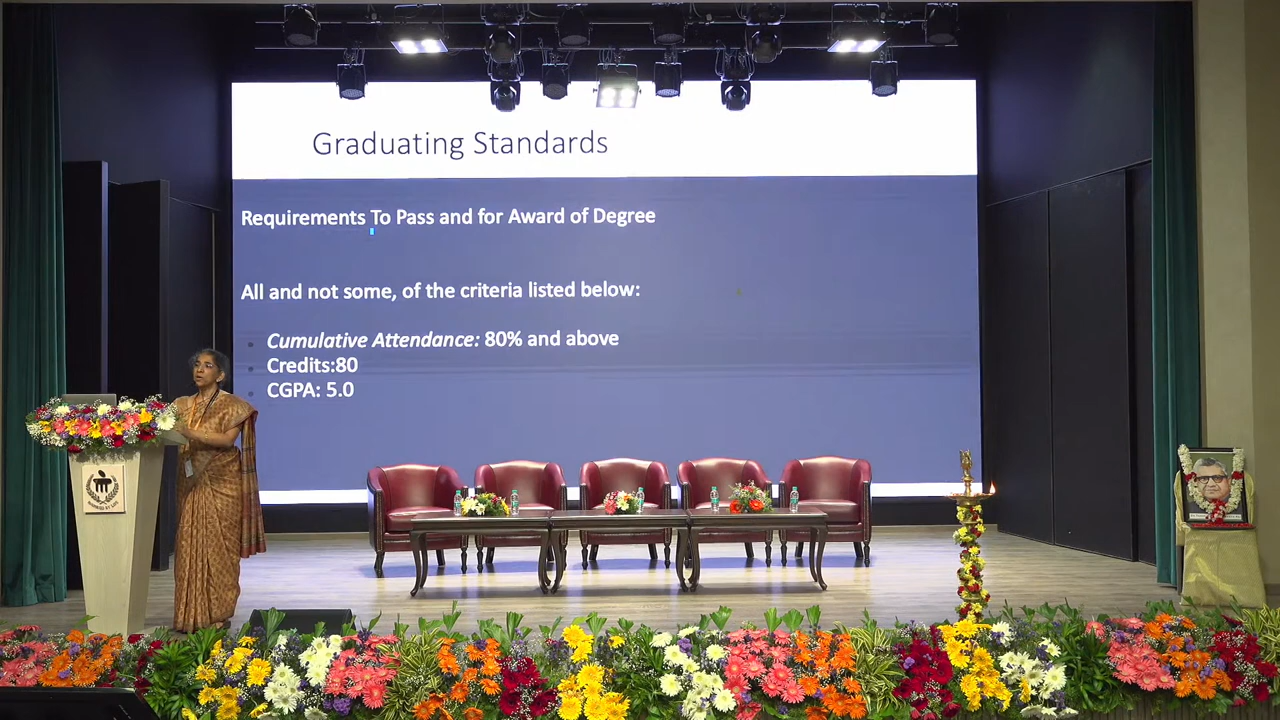 Graduating Standards
Requirements To Pass and for Award of Degree
All and not some, of the criteria listed below:
Cumulative Attendance: 80% and above
Credits:80
CGPA: 5.0